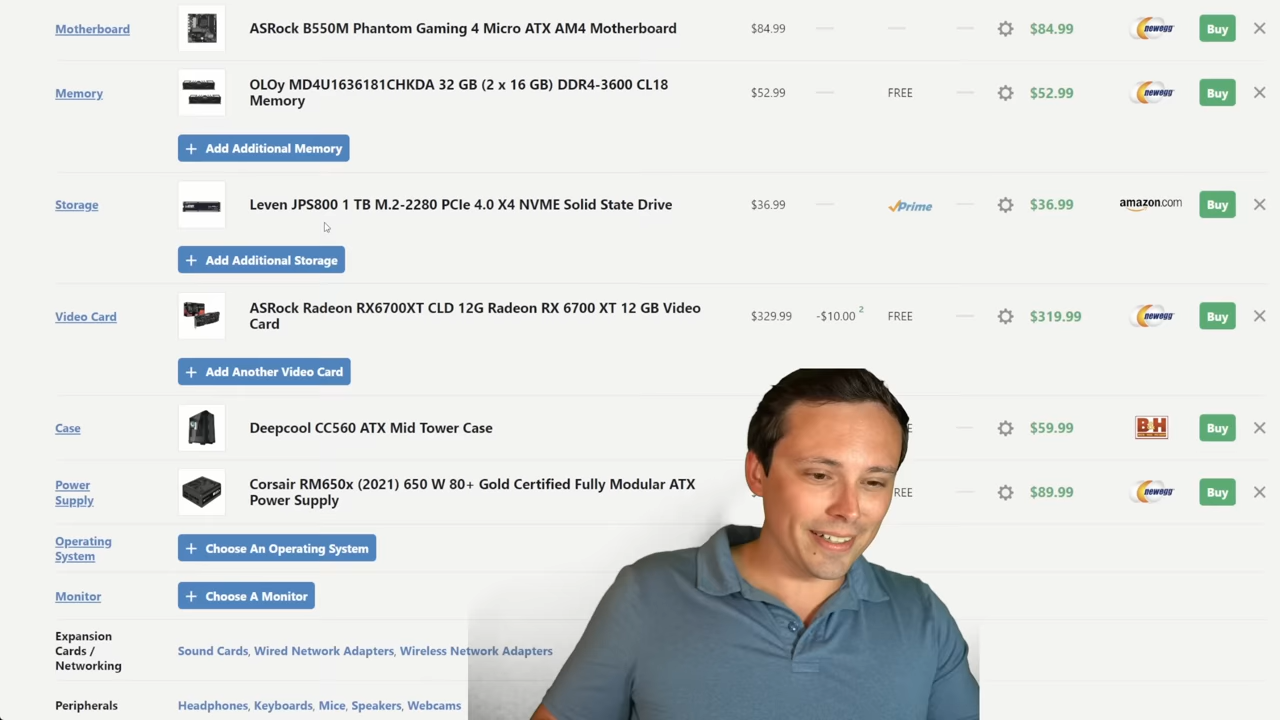 Motherboard
ASRock B550M Phantom Gaming 4 Micro ATX AM4 Motherboard
$84.99
$84.99
newegg
Buy
Memory
OLOy MD4U1636181CHKDA 32 GB (2 x 16 GB) DDR4-3600 CL18
Memory
$52.99
FREE
$52.99
newegg
Buy
+ Add Additional Memory
Storage
Leven JPS800 1 TB M.2-2280 PCIe 4.0 X4 NVME Solid State Drive
$36.99
Prime
$36.99
amazon.com
Buy
+ Add Additional Storage
Video Card
ASRock Radeon RX6700XT CLD 12G Radeon RX 6700 XT 12 GB Video
Card
$329.99
-$10.00 2
FREE
$319.99
newegg
Buy
+ Add Another Video Card
Case
Deepcool CC560 ATX Mid Tower Case
$59.99
B&H
Buy
Power
Supply
Corsair RM650x (2021) 650 W 80+ Gold Certified Fully Modular ATX
Power Supply
$89.99
newegg
Buy
Operating
System
+ Choose An Operating System
Monitor
+ Choose A Monitor
Expansion
Cards /
Networking
Sound Cards, Wired Network Adapters, Wireless Network Adapters
Peripherals
Headphones, Keyboards, Mice, Speakers, Webcams